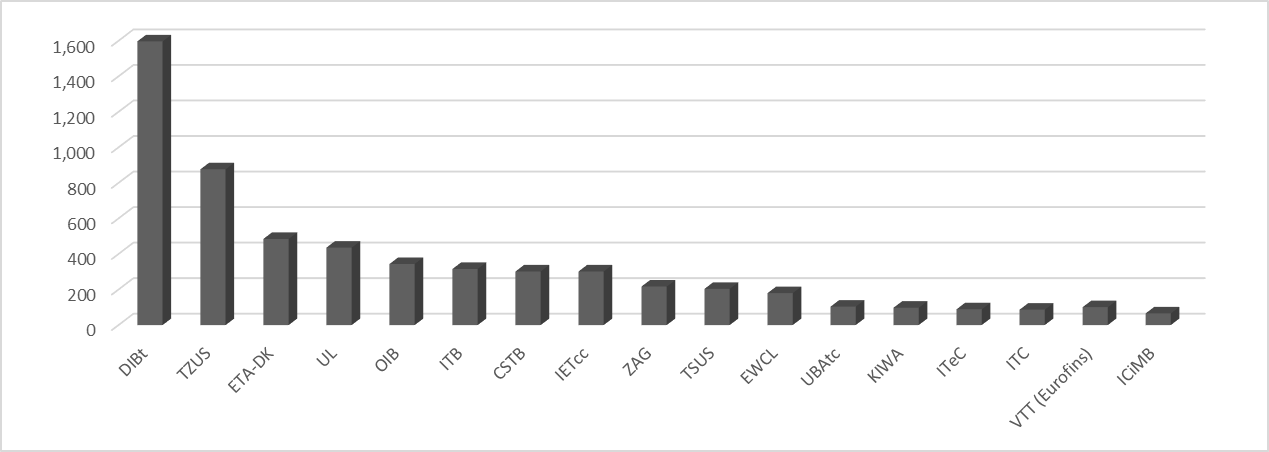 1,600
1,400
1,200
1,000
800
600
400
200
0
DIBt
TZUS
ETA-DK
UL
OIB
ITB
CSTB
IETcc
ZAG
TSUS
EWCL
UBAtc
KIWA
ITeC
ITC
VTT (Eurofins)
ICiMB